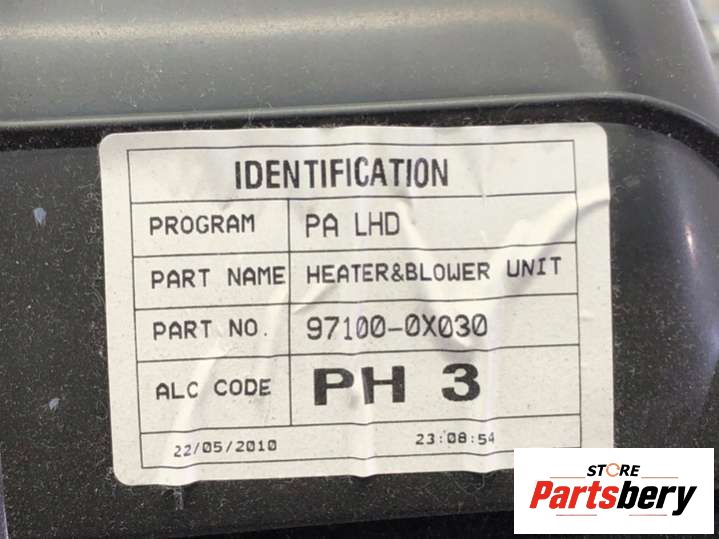 IDENTIFICATION
PROGRAM PA LHD
PART NAME HEATER&BLOWER UNIT
PART NO. 97100-0X030
ALC CODE PH 3
22/05/2010 23:08:54
STORE
Partsbery